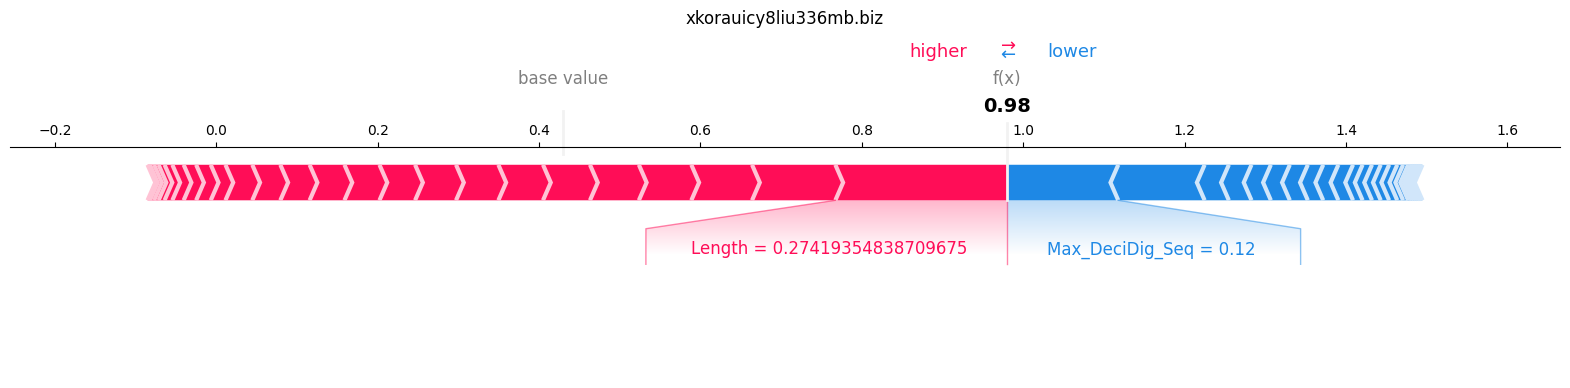 xkorauicy8liu336mb.biz
higher → ← lower
base value f(x)
0.98
−0.2 0.0 0.2 0.4 0.6 0.8 1.0 1.2 1.4 1.6
Length = 0.27419354838709675 Max_DeciDig_Seq = 0.12